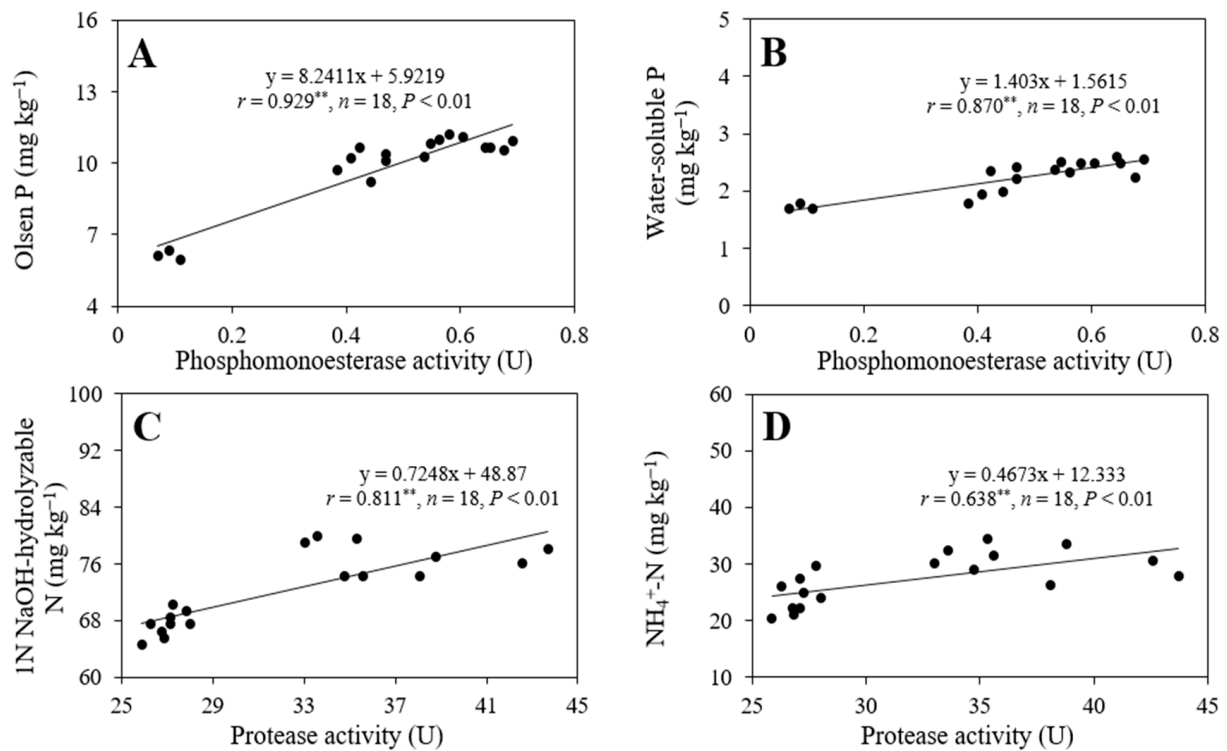 A
y = 8.2411x + 5.9219
r = 0.929**, n = 18, P < 0.01
Olsen P (mg kg⁻¹)
16
13
10
7
4
0
0.2
0.4
0.6
0.8
Phosphomonoesterase activity (U)
B
y = 1.403x + 1.5615
r = 0.870**, n = 18, P < 0.01
Water-soluble P
(mg kg⁻¹)
5
4
3
2
1
0
0
0.2
0.4
0.6
0.8
Phosphomonoesterase activity (U)
C
y = 0.7248x + 48.87
r = 0.811**, n = 18, P < 0.01
1N NaOH-hydrolyzable
N (mg kg⁻¹)
100
92
84
76
68
60
25
29
33
37
41
45
Protease activity (U)
D
y = 0.4673x + 12.333
r = 0.638**, n = 18, P < 0.01
NH₄⁺-N (mg kg⁻¹)
60
50
40
30
20
10
25
30
35
40
45
Protease activity (U)